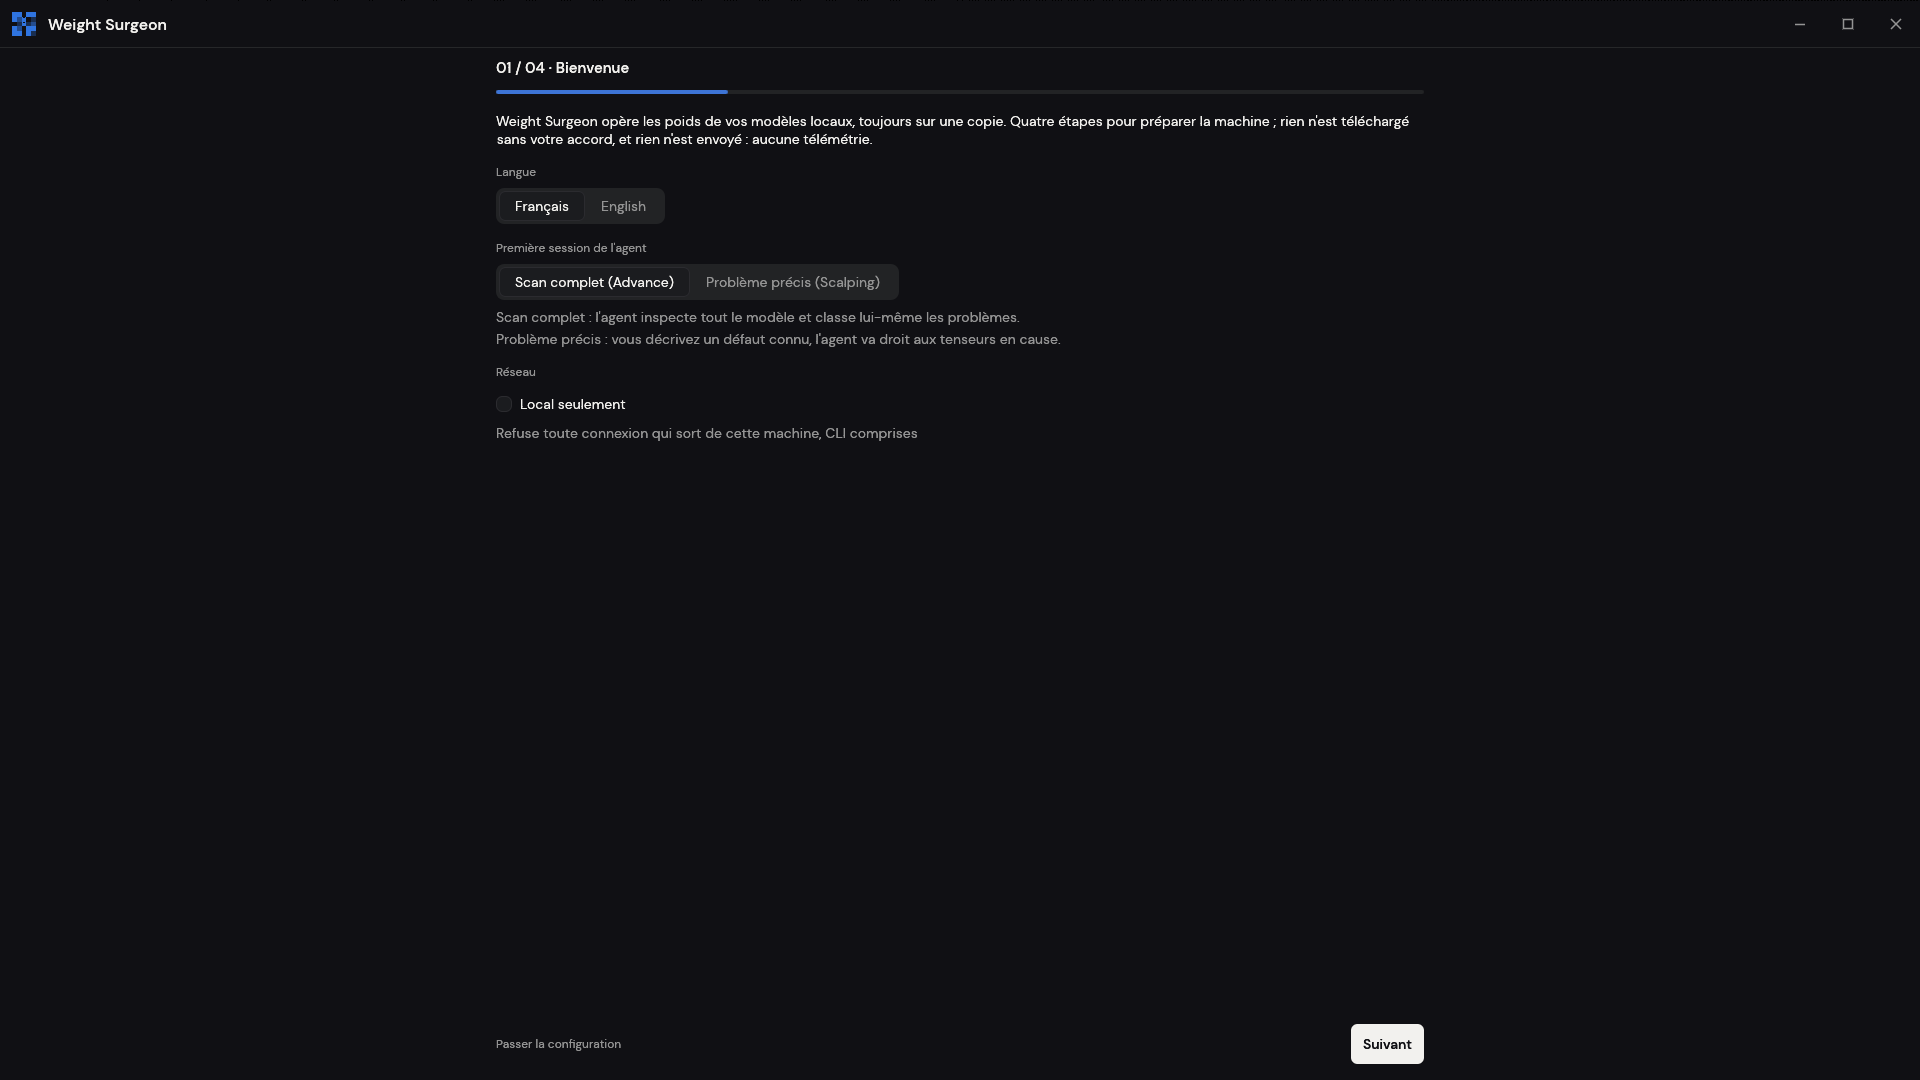 Weight Surgeon
01 / 04 · Bienvenue
Weight Surgeon opère les poids de vos modèles locaux, toujours sur une copie. Quatre étapes pour préparer la machine ; rien n'est téléchargé
sans votre accord, et rien n'est envoyé : aucune télémétrie.
Langue
Français English
Première session de l'agent
Scan complet (Advance) Problème précis (Scalping)
Scan complet : l'agent inspecte tout le modèle et classe lui-même les problèmes.
Problème précis : vous décrivez un défaut connu, l'agent va droit aux tenseurs en cause.
Réseau
Local seulement
Refuse toute connexion qui sort de cette machine, CLI comprises
Passer la configuration
Suivant